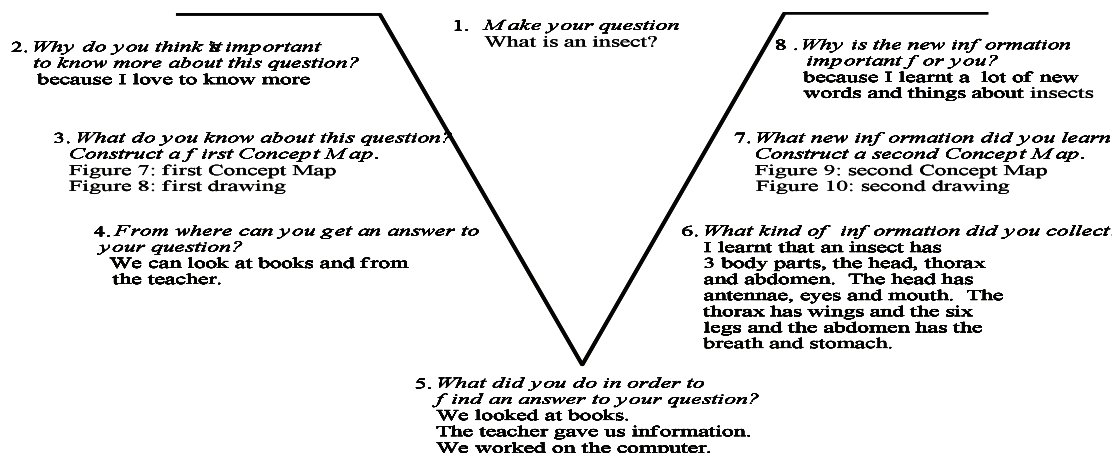 1. Make your question
What is an insect?
2. Why do you think it's important
to know more about this question?
because I love to know more
3. What do you know about this question?
Construct a first Concept Map.
Figure 7: first Concept Map
Figure 8: first drawing
4. From where can you get an answer to
your question?
We can look at books and from
the teacher.
5. What did you do in order to
find an answer to your question?
We looked at books.
The teacher gave us information.
We worked on the computer.
6. What kind of information did you collect
I learnt that an insect has
3 body parts, the head, thorax
and abdomen. The head has
antennae, eyes and mouth. The
thorax has wings and the six
legs and the abdomen has the
breath and stomach.
7. What new information did you learn
Construct a second Concept Map.
Figure 9: second Concept Map
Figure 10: second drawing
8. Why is the new information
important for you?
because I learnt a lot of new
words and things about insects